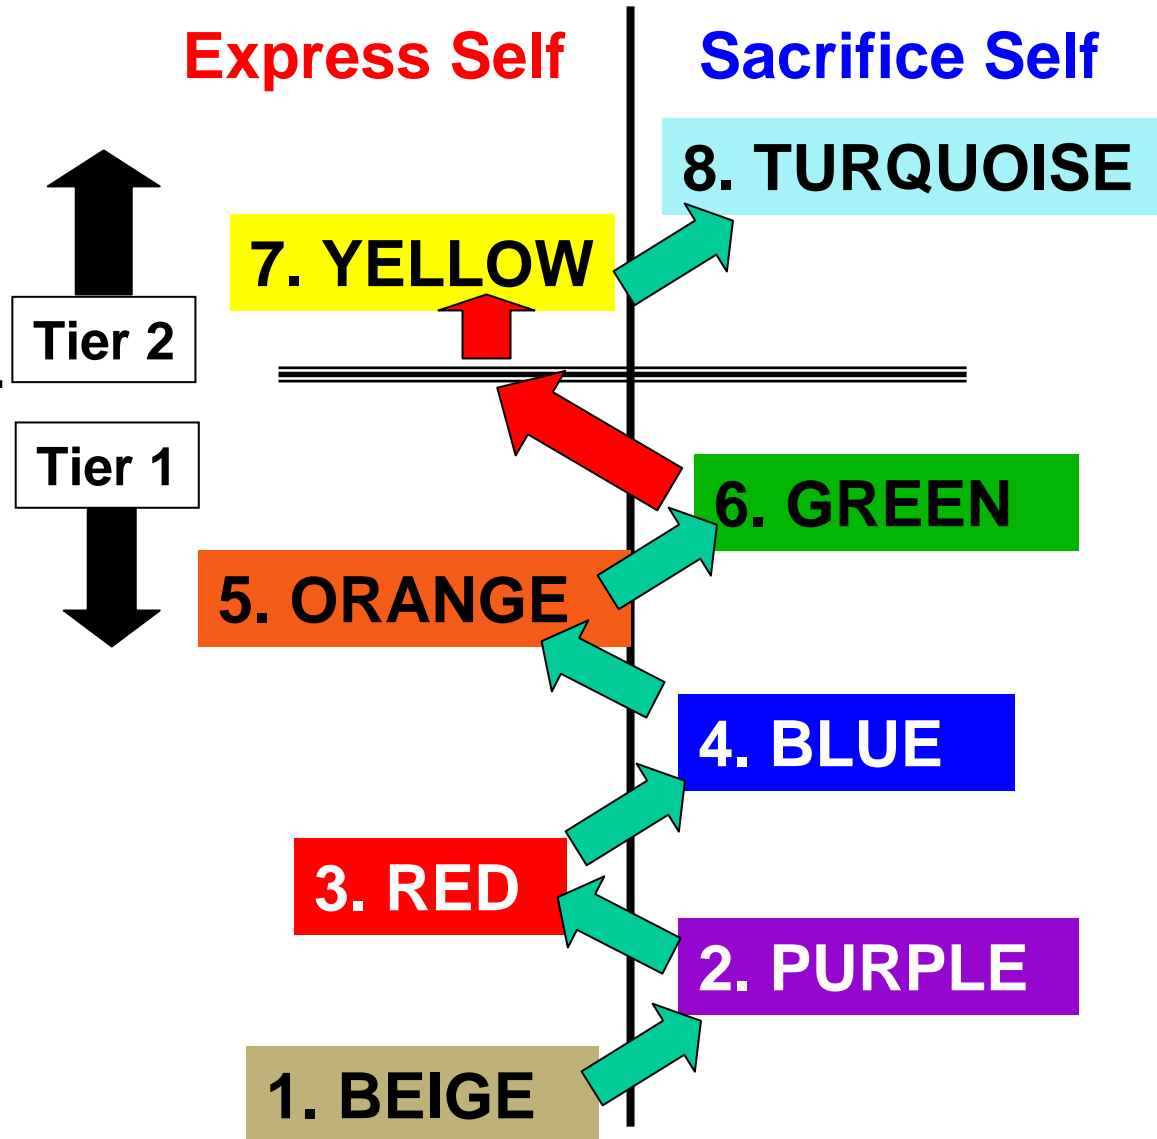 Express Self
Sacrifice Self
8. TURQUOISE
7. YELLOW
Tier 2
Tier 1
6. GREEN
5. ORANGE
4. BLUE
3. RED
2. PURPLE
1. BEIGE